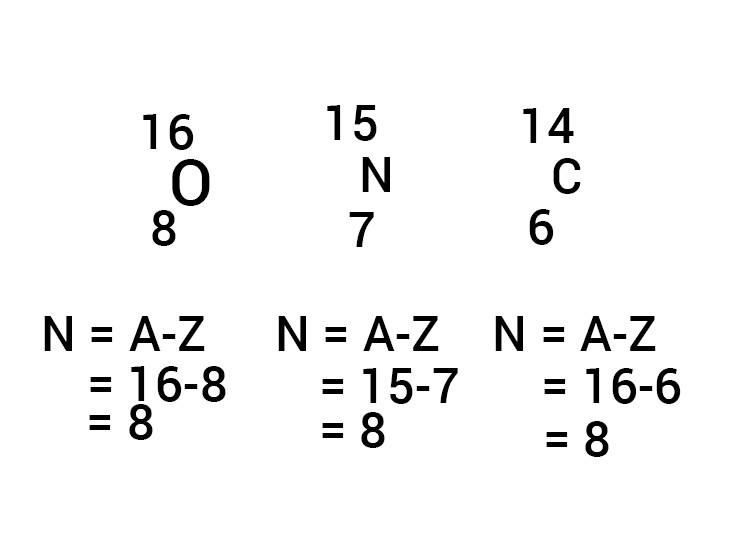 16
O
8
15
N
7
14
C
6
N = A-Z
= 16-8
= 8
N = A-Z
= 15-7
= 8
N = A-Z
= 16-6
= 8